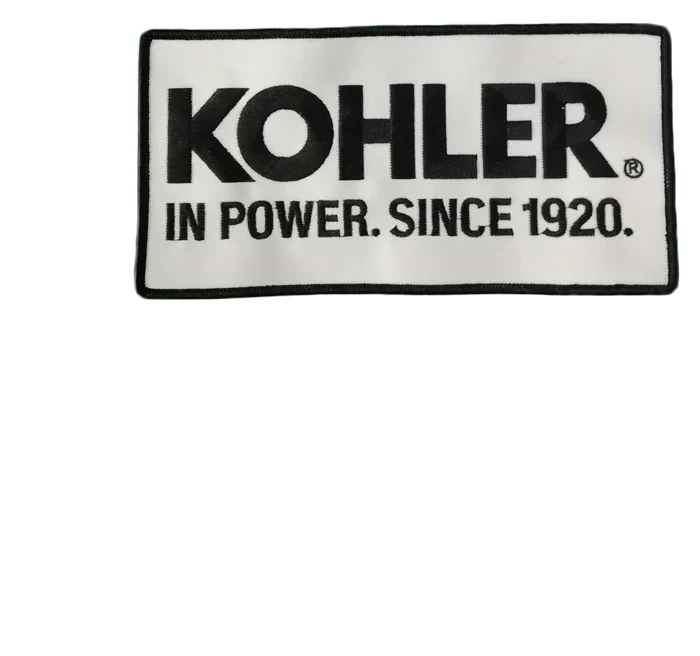 KOHLER®
IN POWER. SINCE 1920.